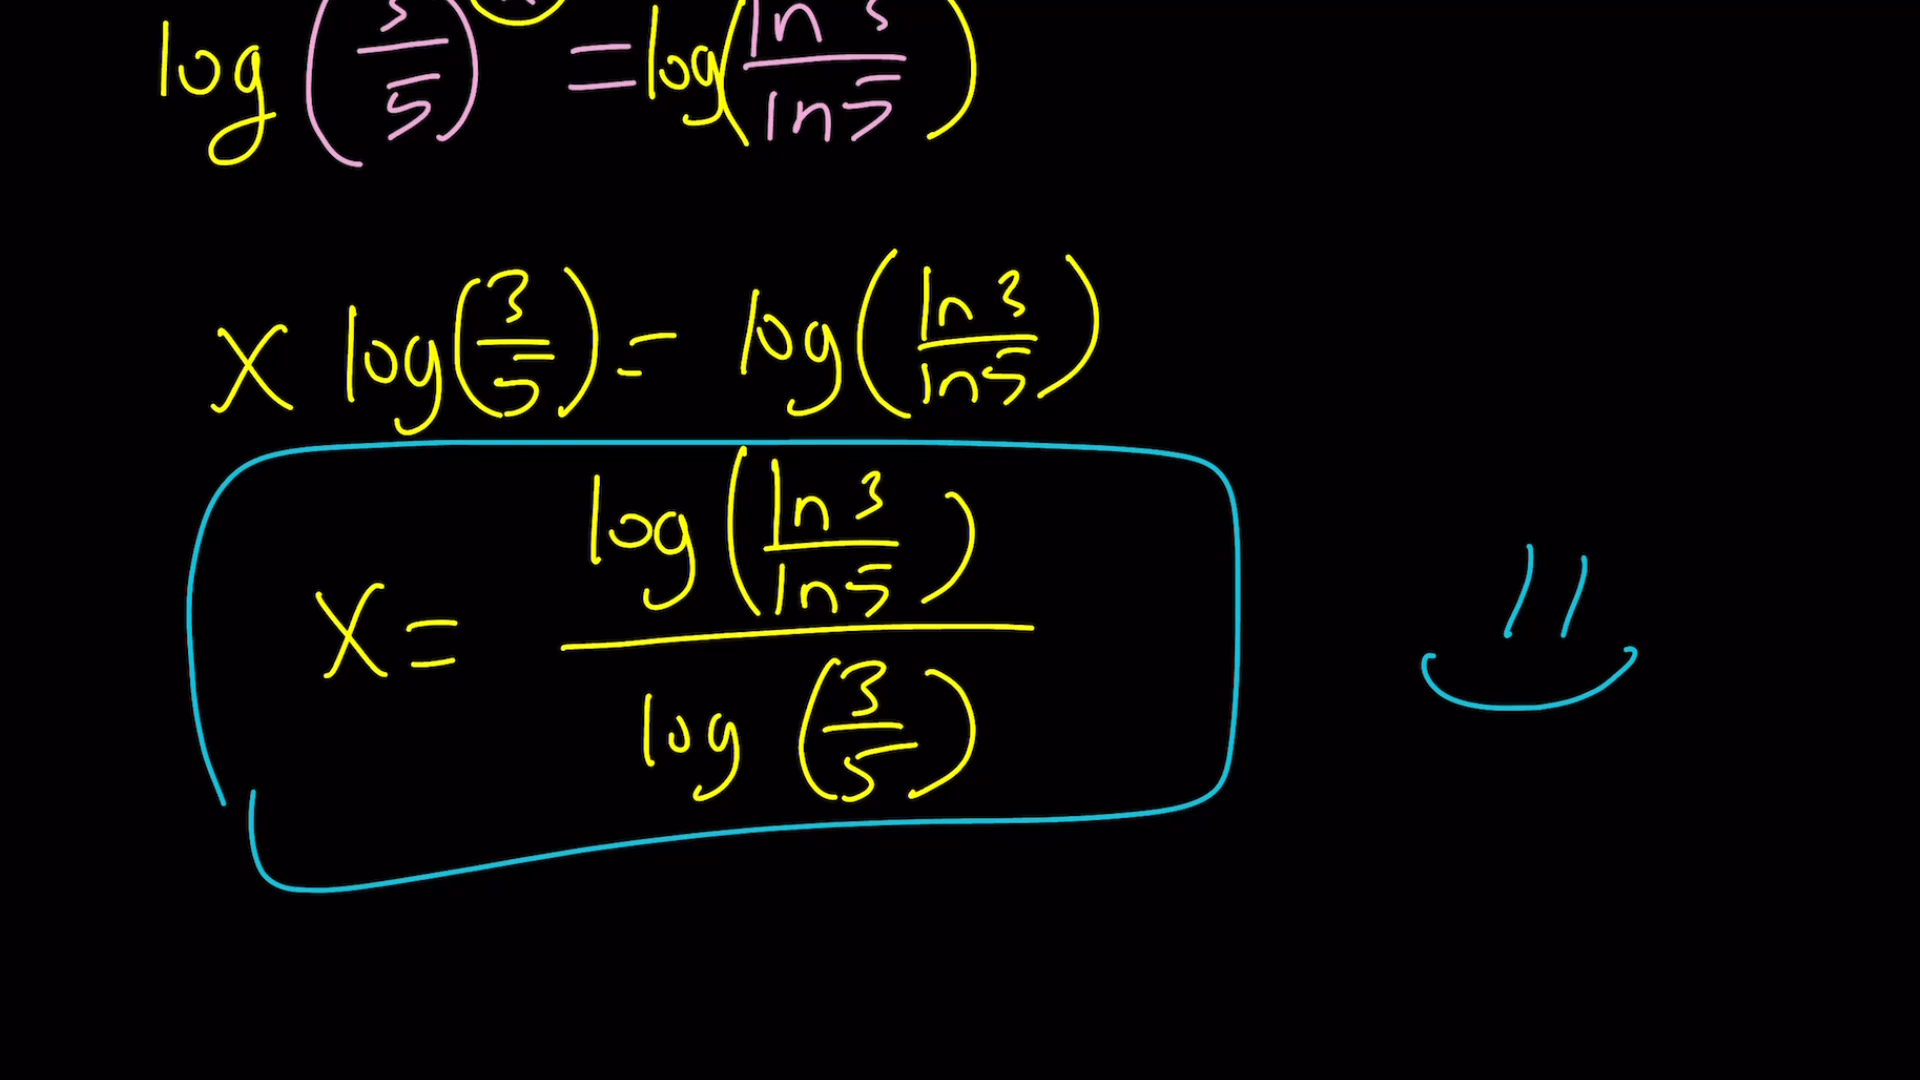 log (3/5)^x = log(ln 3/ln 5)
x log(3/5) = log(ln 3/ln 5)
x = log(ln 3/ln 5) / log(3/5)